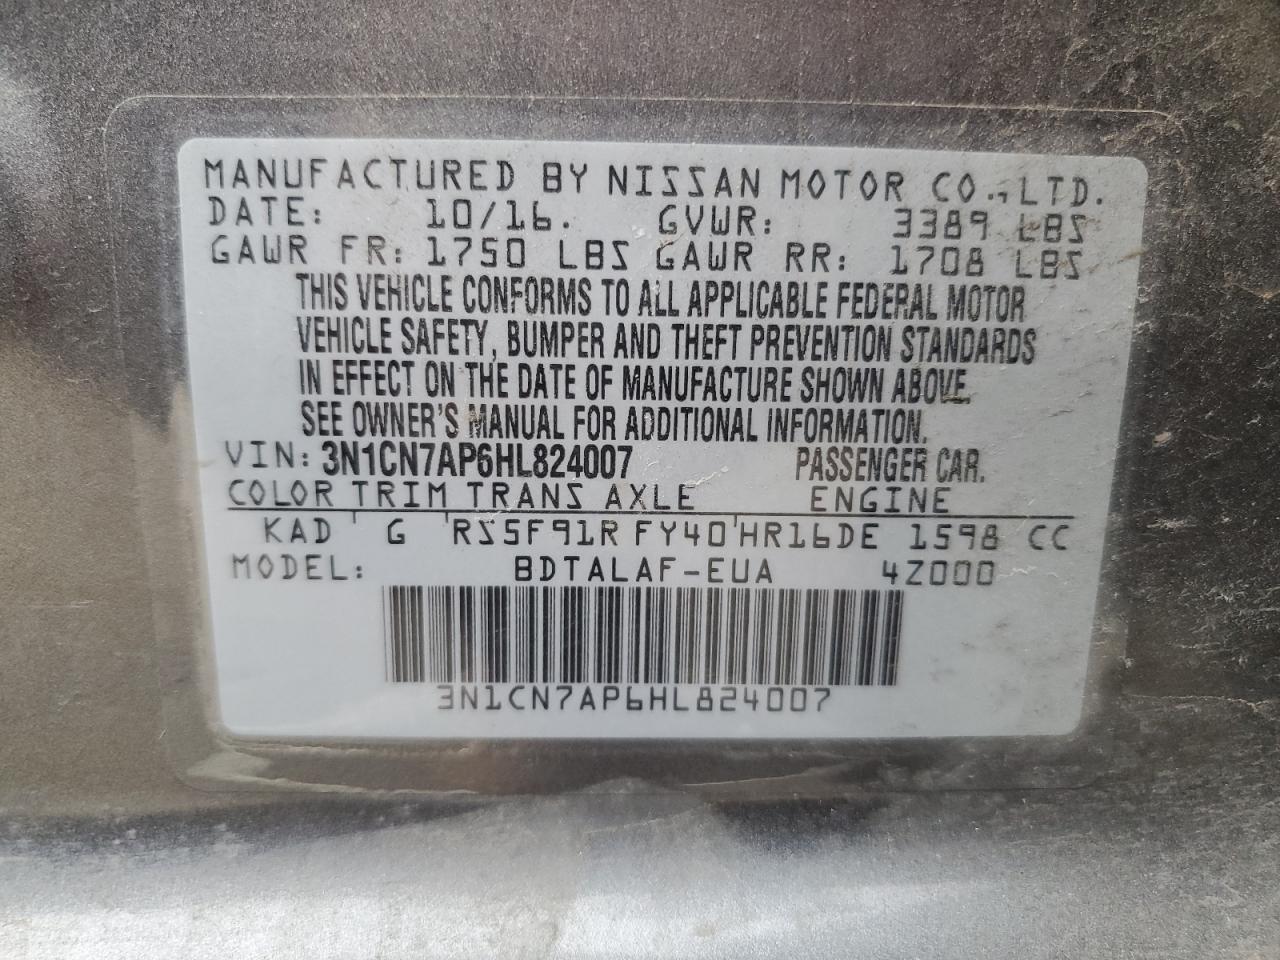 MANUFACTURED BY NISSAN MOTOR CO., LTD.
DATE: 10/16. GVWR: 3389 LBS
GAWR FR: 1750 LBS GAWR RR: 1708 LBS
THIS VEHICLE CONFORMS TO ALL APPLICABLE FEDERAL MOTOR
VEHICLE SAFETY, BUMPER AND THEFT PREVENTION STANDARDS
IN EFFECT ON THE DATE OF MANUFACTURE SHOWN ABOVE.
SEE OWNER'S MANUAL FOR ADDITIONAL INFORMATION.
VIN: 3N1CN7AP6HL824007 PASSENGER CAR.
COLOR TRIM TRANS AXLE ENGINE
KAD ' G ' RS5F91R FY40 ' HR16DE 1598 CC
MODEL: BDTALAF-EUA 4Z000
3N1CN7AP6HL824007